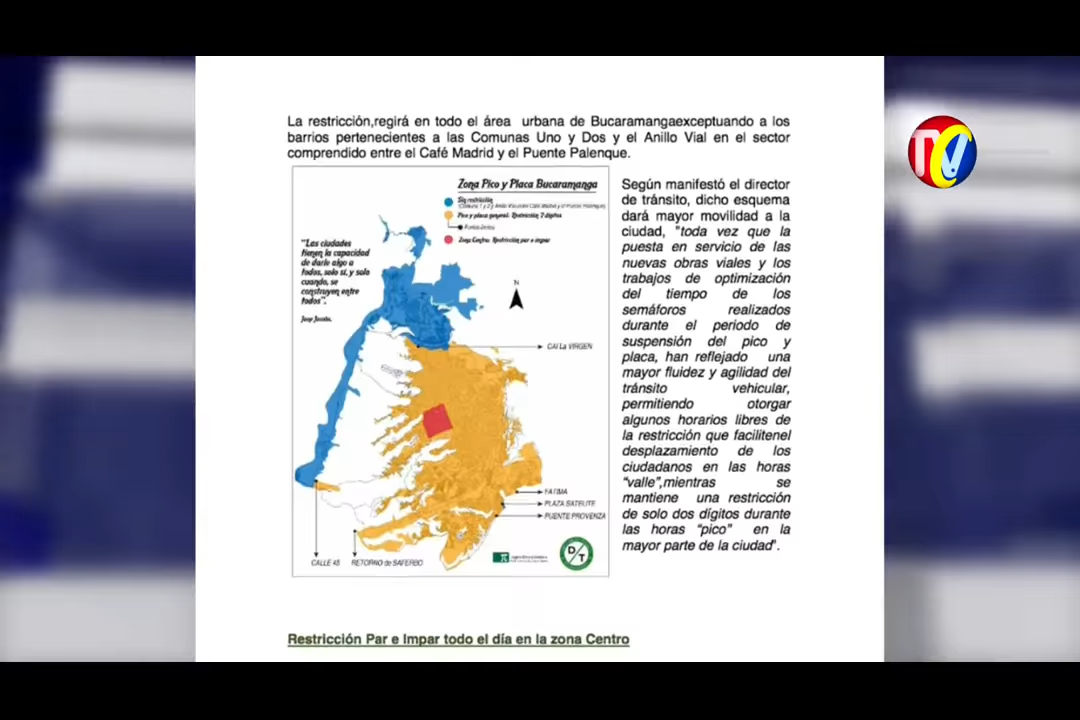 La restricción,regirá en todo el área urbana de Bucaramangaexceptuando a los
barrios pertenecientes a las Comunas Uno y Dos y el Anillo Vial en el sector
comprendido entre el Café Madrid y el Puente Palenque.
Zona Pico y Placa Bucaramanga
Sin restricción
Pico y placa general: Restricción 2 dígitos
Zona Centro: Restricción par e impar
"Las ciudades
tienen la capacidad
de darle algo a
todos, solo si, y solo
cuando, se
construyen entre
todos".
N
CAI La VIRGEN
FATIMA
PLAZA SATELITE
PUENTE PROVENZA
CALLE 45
RETORNO de SAFERBO
D/T
Según manifestó el director
de tránsito, dicho esquema
dará mayor movilidad a la
ciudad, "toda vez que la
puesta en servicio de las
nuevas obras viales y los
trabajos de optimización
del tiempo de los
semáforos realizados
durante el periodo de
suspensión del pico y
placa, han reflejado una
mayor fluidez y agilidad del
tránsito vehicular,
permitiendo otorgar
algunos horarios libres de
la restricción que facilitenel
desplazamiento de los
ciudadanos en las horas
"valle",mientras se
mantiene una restricción
de solo dos dígitos durante
las horas "pico" en la
mayor parte de la ciudad".
Restricción Par e Impar todo el día en la zona Centro
TVC